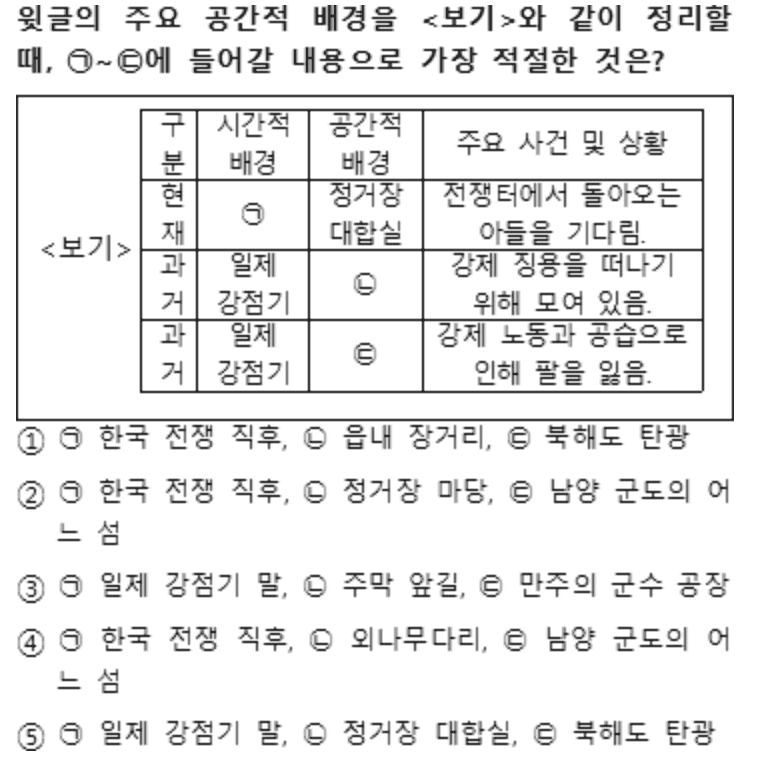 윗글의 주요 공간적 배경을 <보기>와 같이 정리할
때, ㉠~㉢에 들어갈 내용으로 가장 적절한 것은?
<보기>
구분 시간적 배경 공간적 배경 주요 사건 및 상황
현재 ㉠ 정거장 대합실 전쟁터에서 돌아오는 아들을 기다림.
과거 일제 강점기 ㉡ 강제 징용을 떠나기 위해 모여 있음.
과거 일제 강점기 ㉢ 강제 노동과 공습으로 인해 팔을 잃음.
① ㉠ 한국 전쟁 직후, ㉡ 읍내 장거리, ㉢ 북해도 탄광
② ㉠ 한국 전쟁 직후, ㉡ 정거장 마당, ㉢ 남양 군도의 어
느 섬
③ ㉠ 일제 강점기 말, ㉡ 주막 앞길, ㉢ 만주의 군수 공장
④ ㉠ 한국 전쟁 직후, ㉡ 외나무다리, ㉢ 남양 군도의 어
느 섬
⑤ ㉠ 일제 강점기 말, ㉡ 정거장 대합실, ㉢ 북해도 탄광